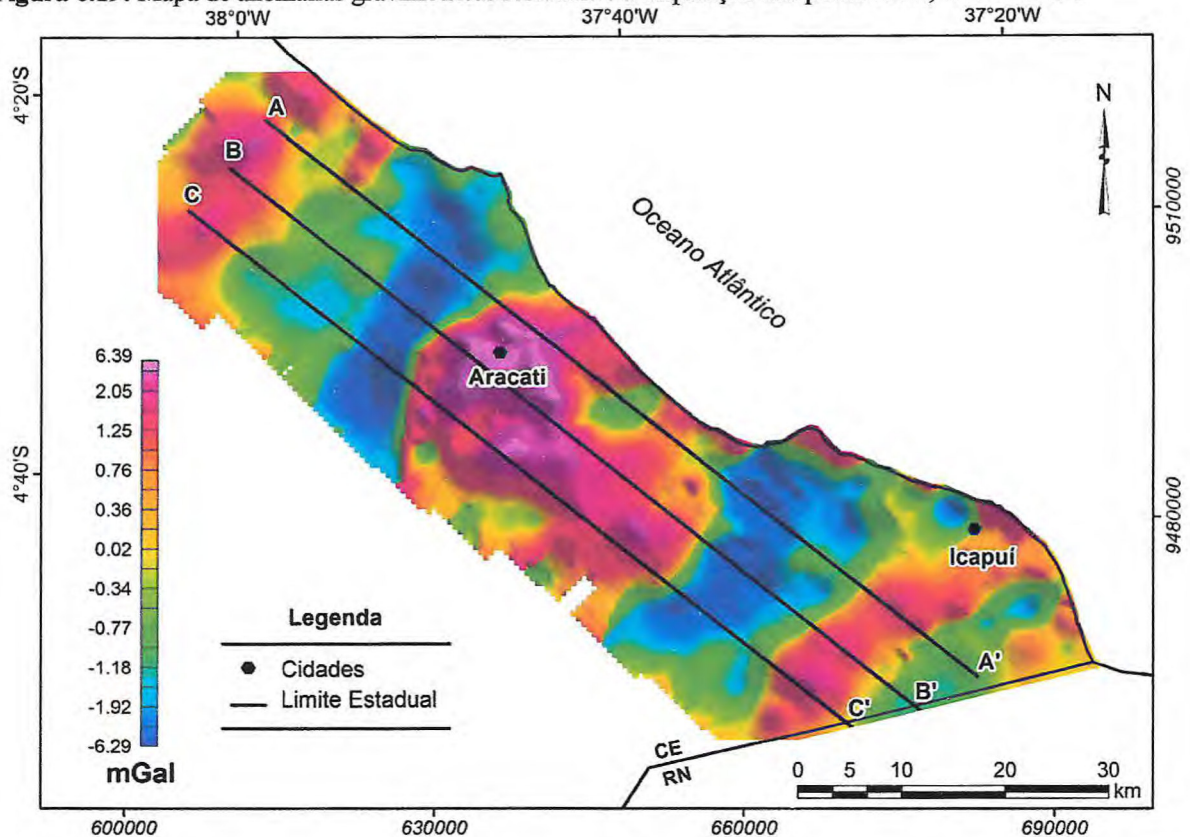 38°0'W 37°40'W 37°20'W
4°20'S
4°40'S
9510000
9480000
N
A
B
C
Oceano Atlântico
Aracati
Icapuí
A'
B'
C'
CE
RN
6.39
2.05
1.25
0.76
0.36
0.02
-0.34
-0.77
-1.18
-1.92
-6.29
mGal
Legenda
Cidades
Limite Estadual
0 5 10 20 30
km
600000 630000 660000 690000